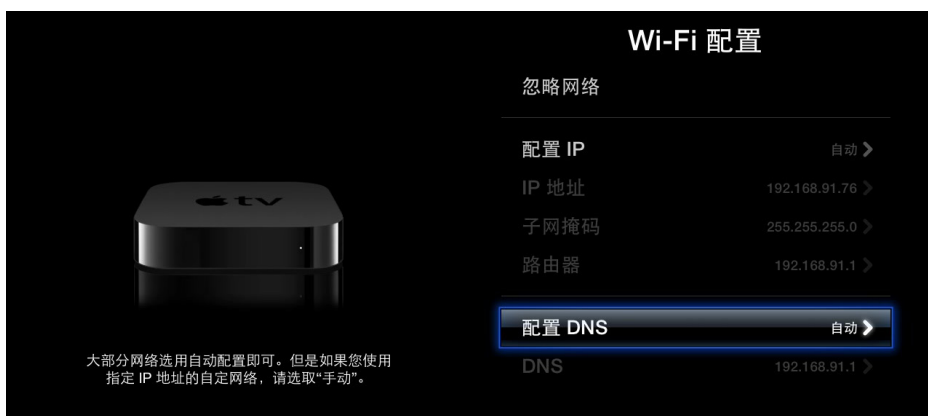 Wi-Fi 配置
忽略网络
配置 IP 自动
IP 地址 192.168.91.76
子网掩码 255.255.255.0
路由器 192.168.91.1
配置 DNS 自动
DNS 192.168.91.1
tv
大部分网络选用自动配置即可。但是如果您使用
指定 IP 地址的自定网络，请选取“手动”。